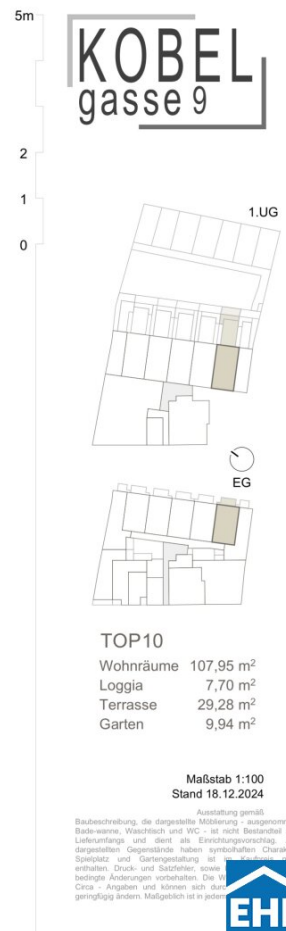 5m
KOBEL
gasse 9
2
1
0
1.UG
EG
TOP10
Wohnräume 107,95 m²
Loggia 7,70 m²
Terrasse 29,28 m²
Garten 9,94 m²
Maßstab 1:100
Stand 18.12.2024
Ausstattung gemäß
Baubeschreibung, die dargestellte Möblierung - ausgenomm
Bade-wanne, Waschtisch und WC - ist nicht Bestandteil
Lieferumfangs und dient als Einrichtungsvorschlag.
dargestellten Gegenstände haben symbolhaften Charak
Spielplatz und Gartengestaltung ist im Kaufpreis
enthalten. Druck- und Satzfehler, sowie
bedingte Änderungen vorbehalten. Die W
Circa - Angaben und können sich durc
geringfügig ändern. Maßgeblich ist in jedem
EHL